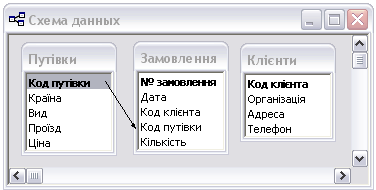 Схема данных
Путівки
Код путівки
Країна
Вид
Проїзд
Ціна
Замовлення
№ замовлення
Дата
Код клієнта
Код путівки
Кількість
Клієнти
Код клієнта
Організація
Адреса
Телефон